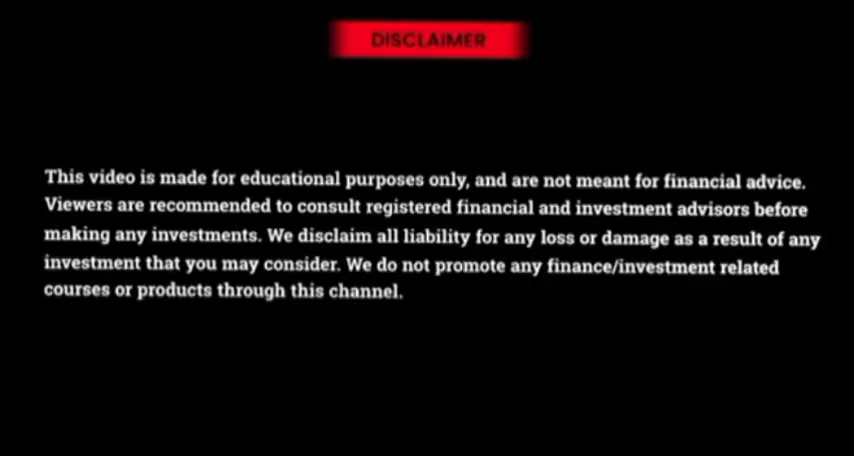 DISCLAIMER
This video is made for educational purposes only, and are not meant for financial advice.
Viewers are recommended to consult registered financial and investment advisors before
making any investments. We disclaim all liability for any loss or damage as a result of any
investment that you may consider. We do not promote any finance/investment related
courses or products through this channel.